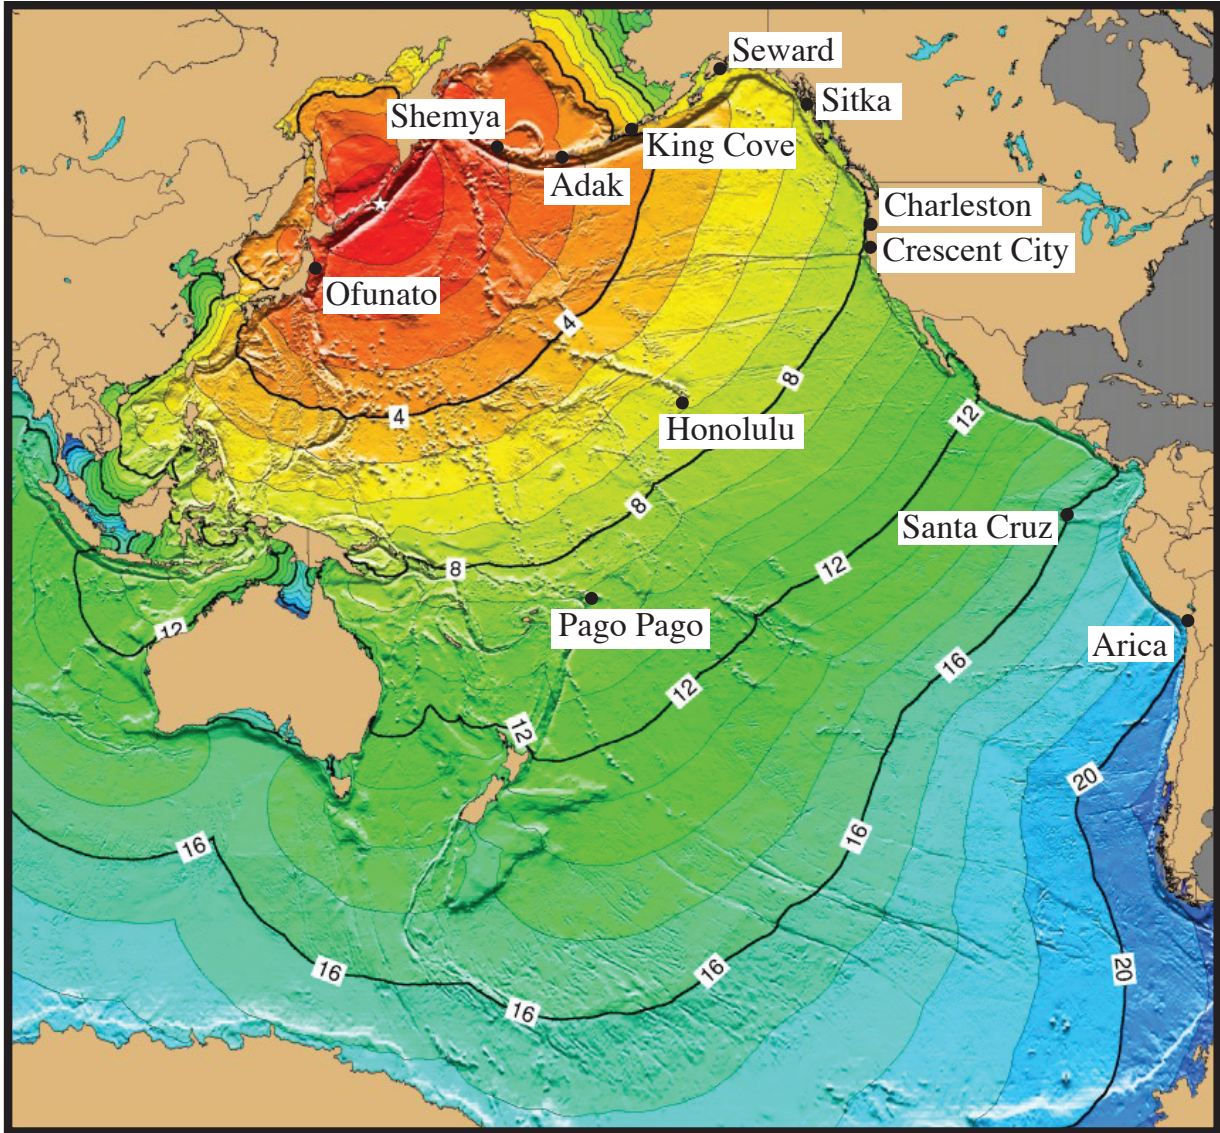 Seward
Sitka
Shemya
King Cove
Adak
Charleston
Crescent City
Ofunato
4
8
4
12
Honolulu
8
Santa Cruz
12
8
Pago Pago
12
Arica
16
12
12
20
16
16
16
16
20
16